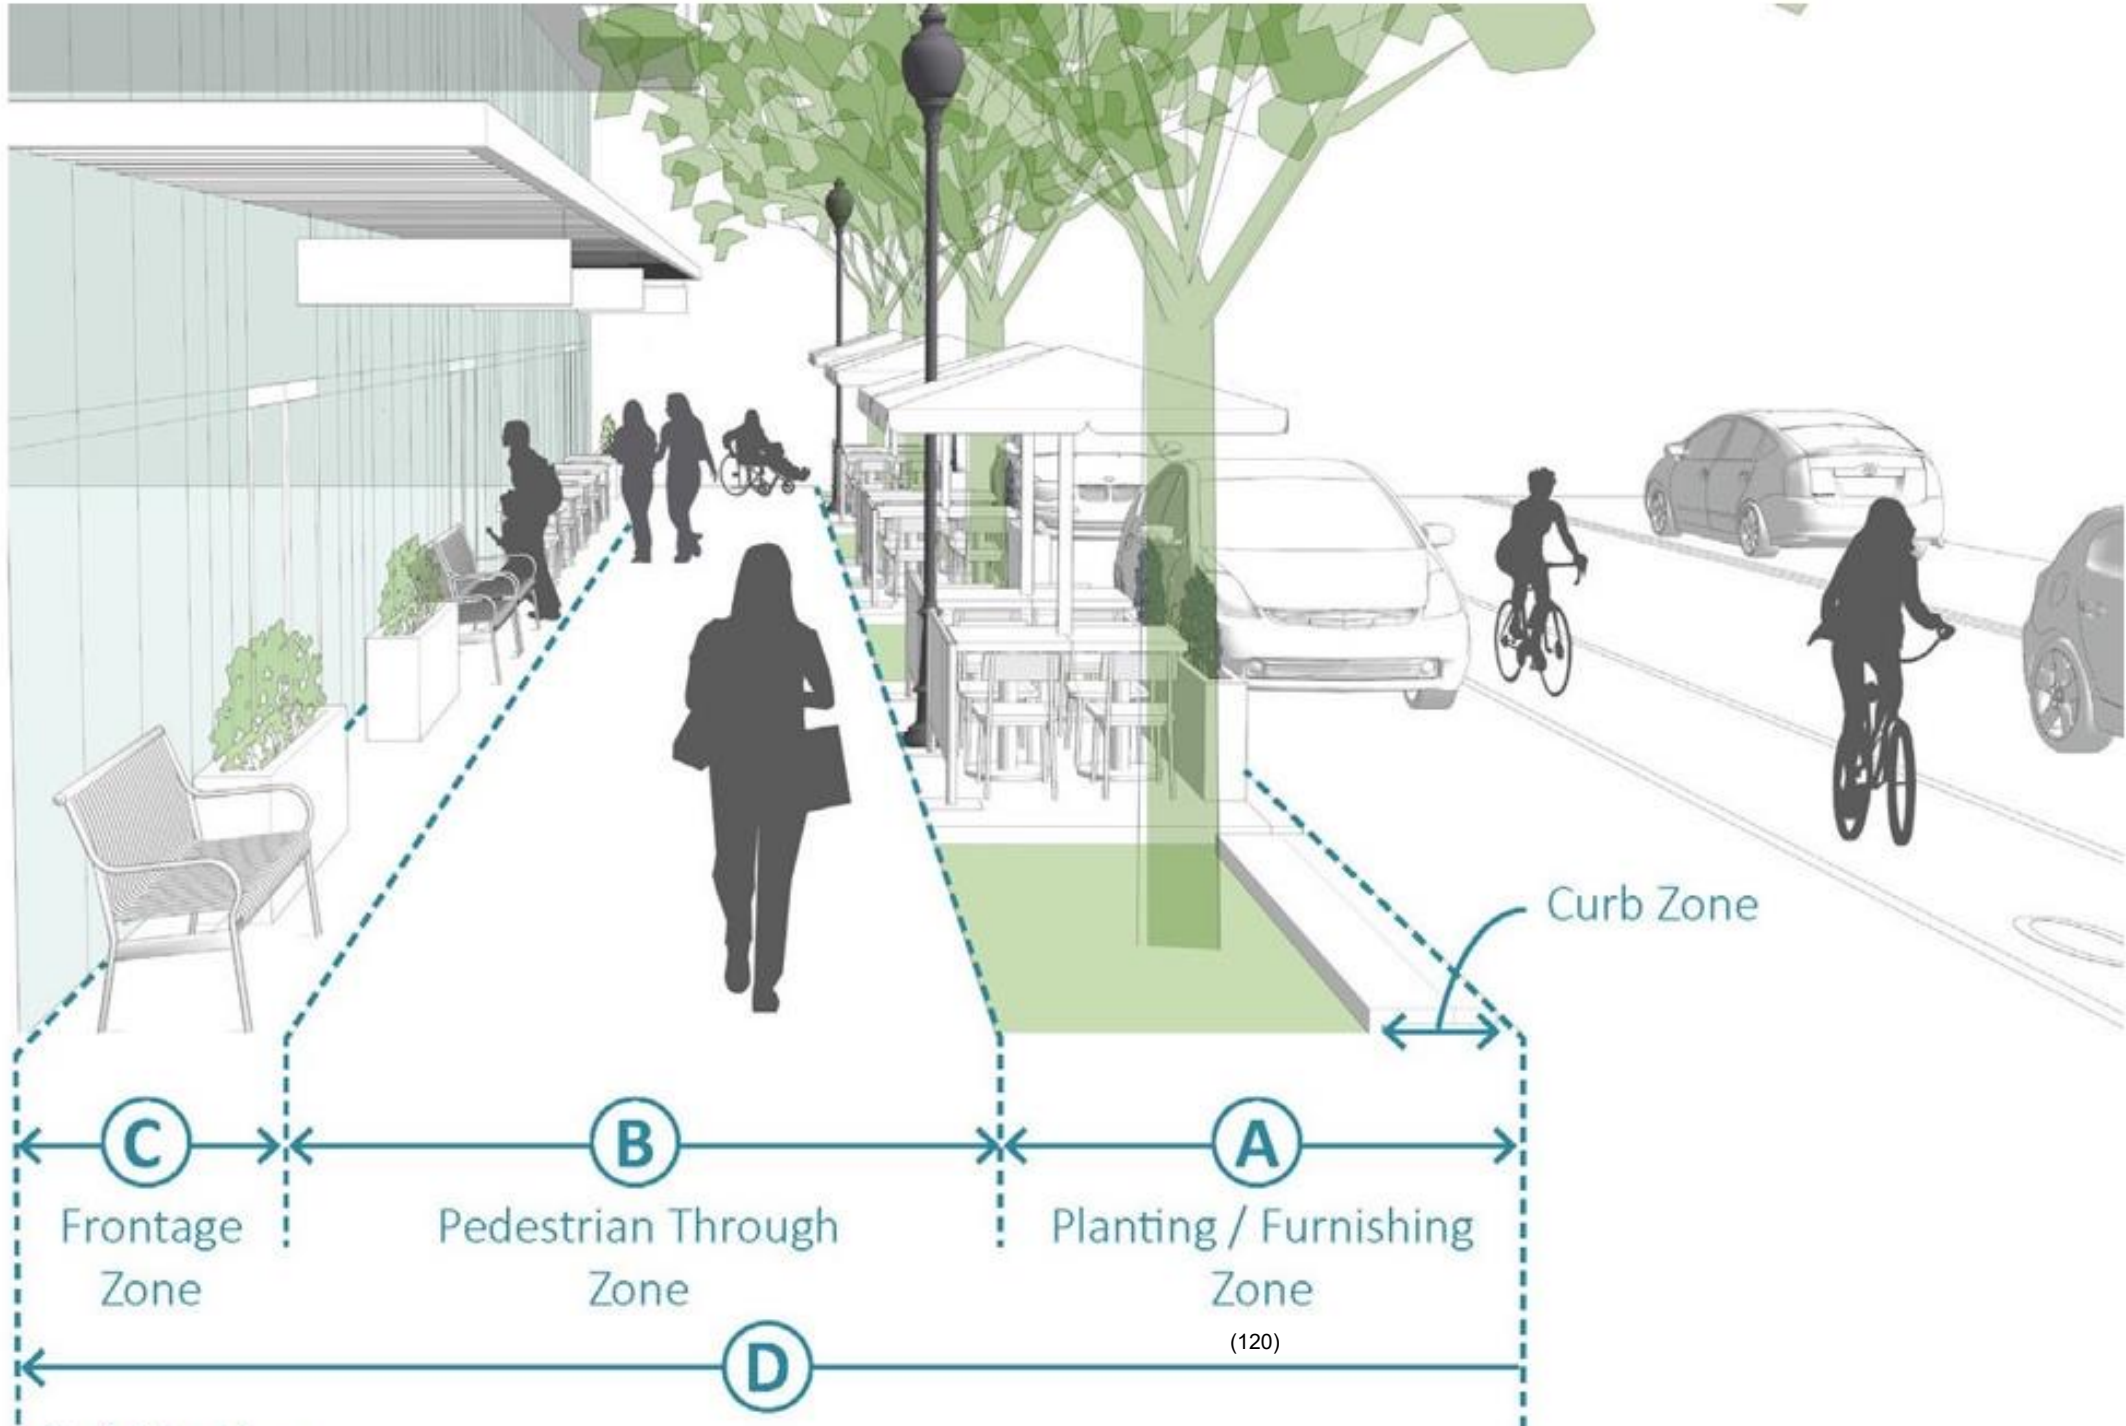 Curb Zone
C
B
A
Frontage
Zone
Pedestrian Through
Zone
Planting / Furnishing
Zone
(120)
D